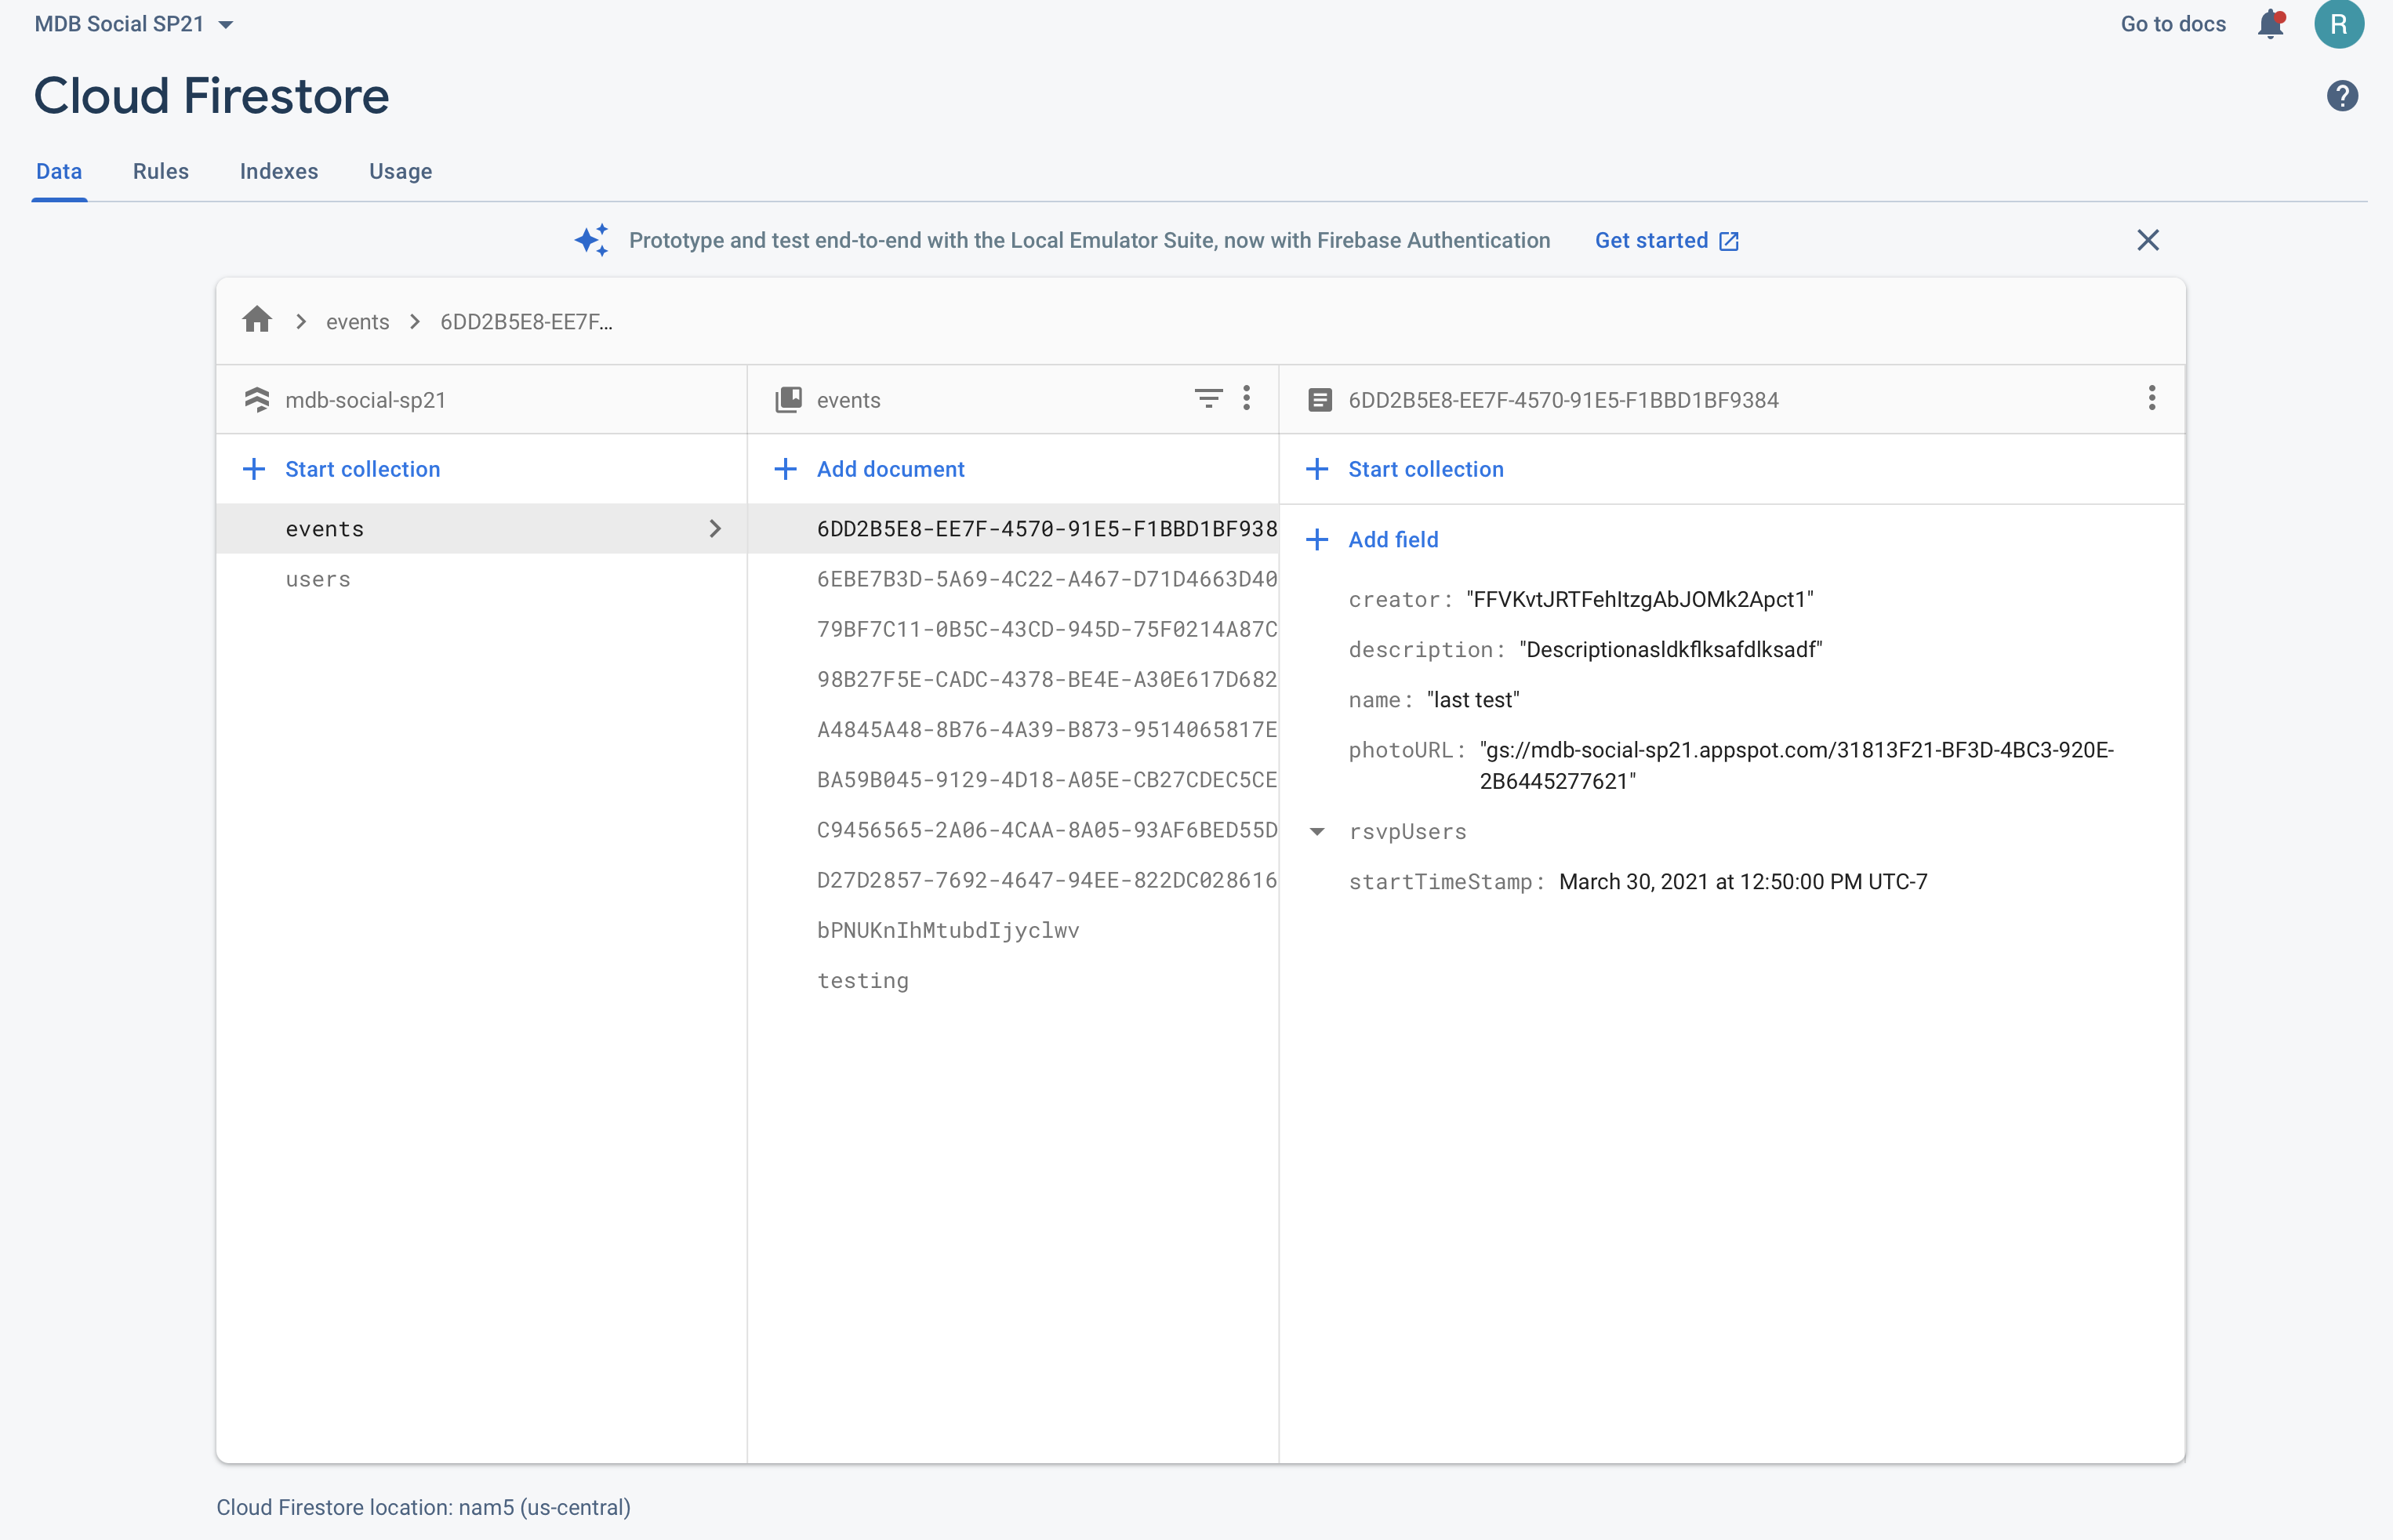 MDB Social SP21
Go to docs
R
Cloud Firestore
Data
Rules
Indexes
Usage
Prototype and test end-to-end with the Local Emulator Suite, now with Firebase Authentication
Get started
events
6DD2B5E8-EE7F...
mdb-social-sp21
Start collection
events
users
events
Add document
6DD2B5E8-EE7F-4570-91E5-F1BBD1BF938
6EBE7B3D-5A69-4C22-A467-D71D4663D40
79BF7C11-0B5C-43CD-945D-75F0214A87C
98B27F5E-CADC-4378-BE4E-A30E617D682
A4845A48-8B76-4A39-B873-9514065817E
BA59B045-9129-4D18-A05E-CB27CDEC5CE
C9456565-2A06-4CAA-8A05-93AF6BED55D
D27D2857-7692-4647-94EE-822DC028616
bPNUKnIhMtubdIjyclwv
testing
6DD2B5E8-EE7F-4570-91E5-F1BBD1BF9384
Start collection
Add field
creator: "FFVKvtJRTFehItzgAbJOMk2Apct1"
description: "Descriptionasldkflksafdlksadf"
name: "last test"
photoURL: "gs://mdb-social-sp21.appspot.com/31813F21-BF3D-4BC3-920E-
2B6445277621"
rsvpUsers
startTimeStamp: March 30, 2021 at 12:50:00 PM UTC-7
Cloud Firestore location: nam5 (us-central)